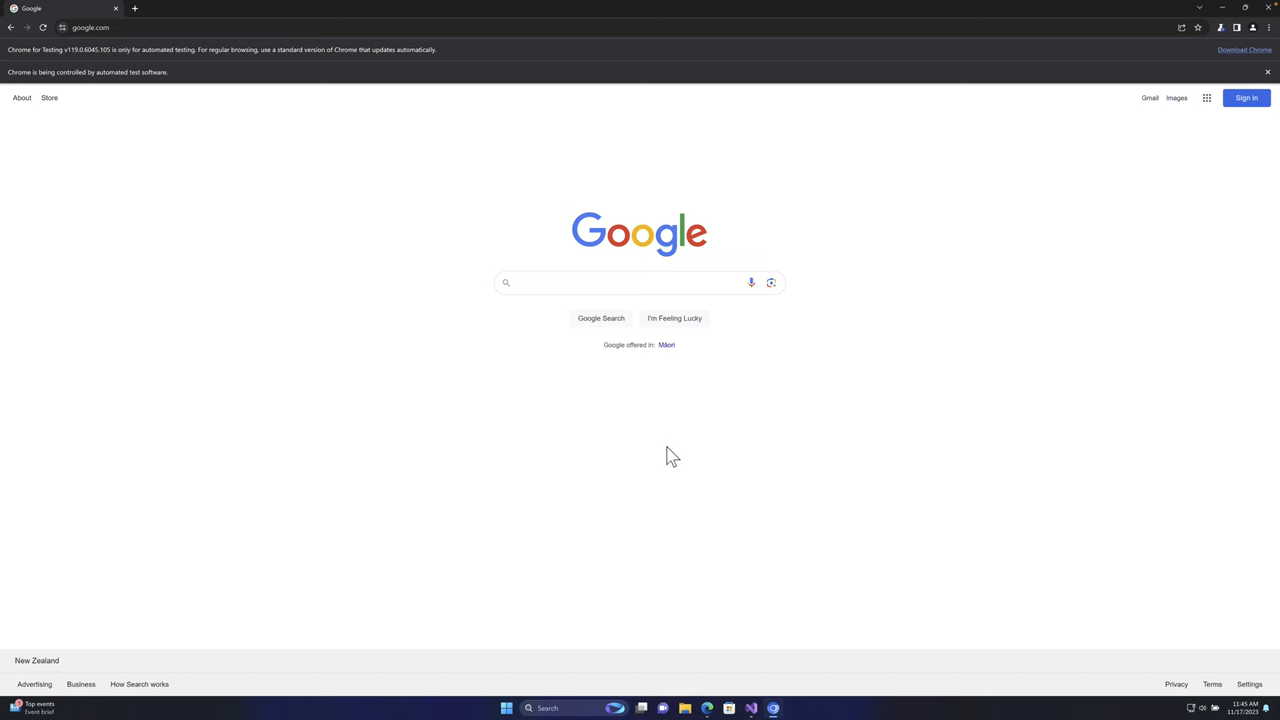 Google
google.com
Chrome for Testing v119.0.6045.105 is only for automated testing. For regular browsing, use a standard version of Chrome that updates automatically.
Download Chrome
Chrome is being controlled by automated test software.
About Store
Gmail Images Sign in
Google
Google Search I'm Feeling Lucky
Google offered in: Māori
New Zealand
Advertising Business How Search works
Privacy Terms Settings
1
Top events
Event brief
Search
11:45 AM
11/17/2023